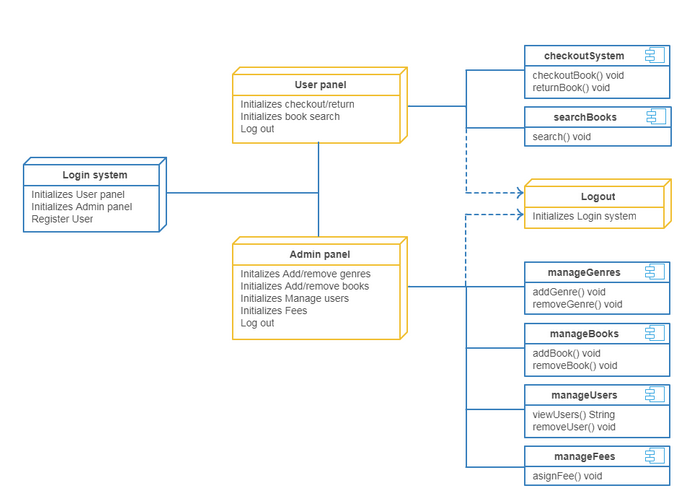 checkoutSystem
checkoutBook() void
returnBook() void
User panel
Initializes checkout/return
Initializes book search
Log out
searchBooks
search() void
Login system
Initializes User panel
Initializes Admin panel
Register User
Logout
Initializes Login system
Admin panel
Initalizes Add/remove genres
Initializes Add/remove books
Initializes Manage users
Initializes Fees
Log out
manageGenres
addGenre() void
removeGenre() void
manageBooks
addBook() void
removeBook() void
manageUsers
viewUsers() String
removeUser() void
manageFees
asignFee() void